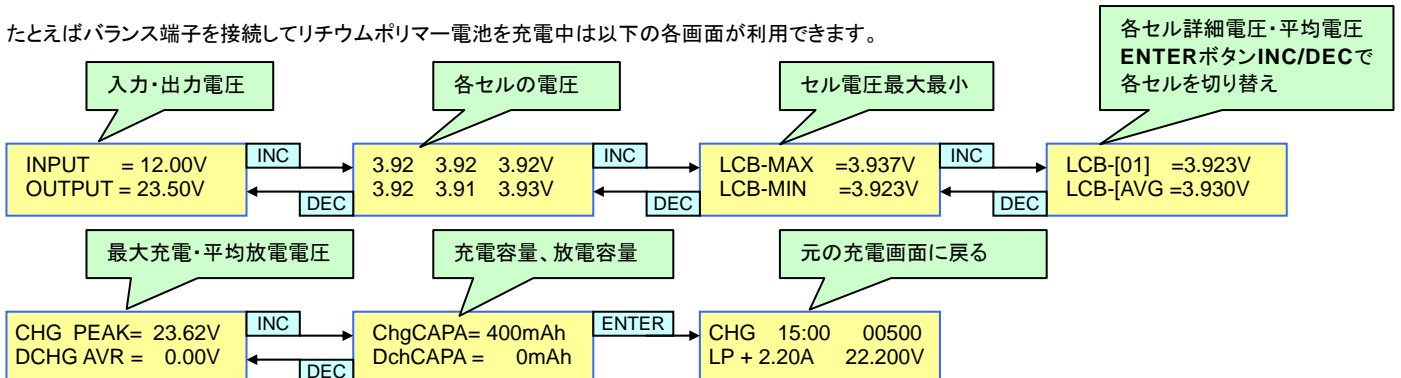 たとえばバランス端子を接続してリチウムポリマー電池を充電中は以下の各画面が利用できます。
各セル詳細電圧・平均電圧
ENTERボタンINC/DECで
各セルを切り替え
入力・出力電圧
各セルの電圧
セル電圧最大最小
INPUT = 12.00V
OUTPUT = 23.50V
INC
DEC
3.92 3.92 3.92V
3.92 3.91 3.93V
INC
DEC
LCB-MAX =3.937V
LCB-MIN =3.923V
INC
DEC
LCB-[01] =3.923V
LCB-[AVG =3.930V
最大充電・平均放電電圧
充電容量、放電容量
元の充電画面に戻る
CHG PEAK= 23.62V
DCHG AVR = 0.00V
INC
DEC
ChgCAPA= 400mAh
DchCAPA = 0mAh
ENTER
CHG 15:00 00500
LP + 2.20A 22.200V